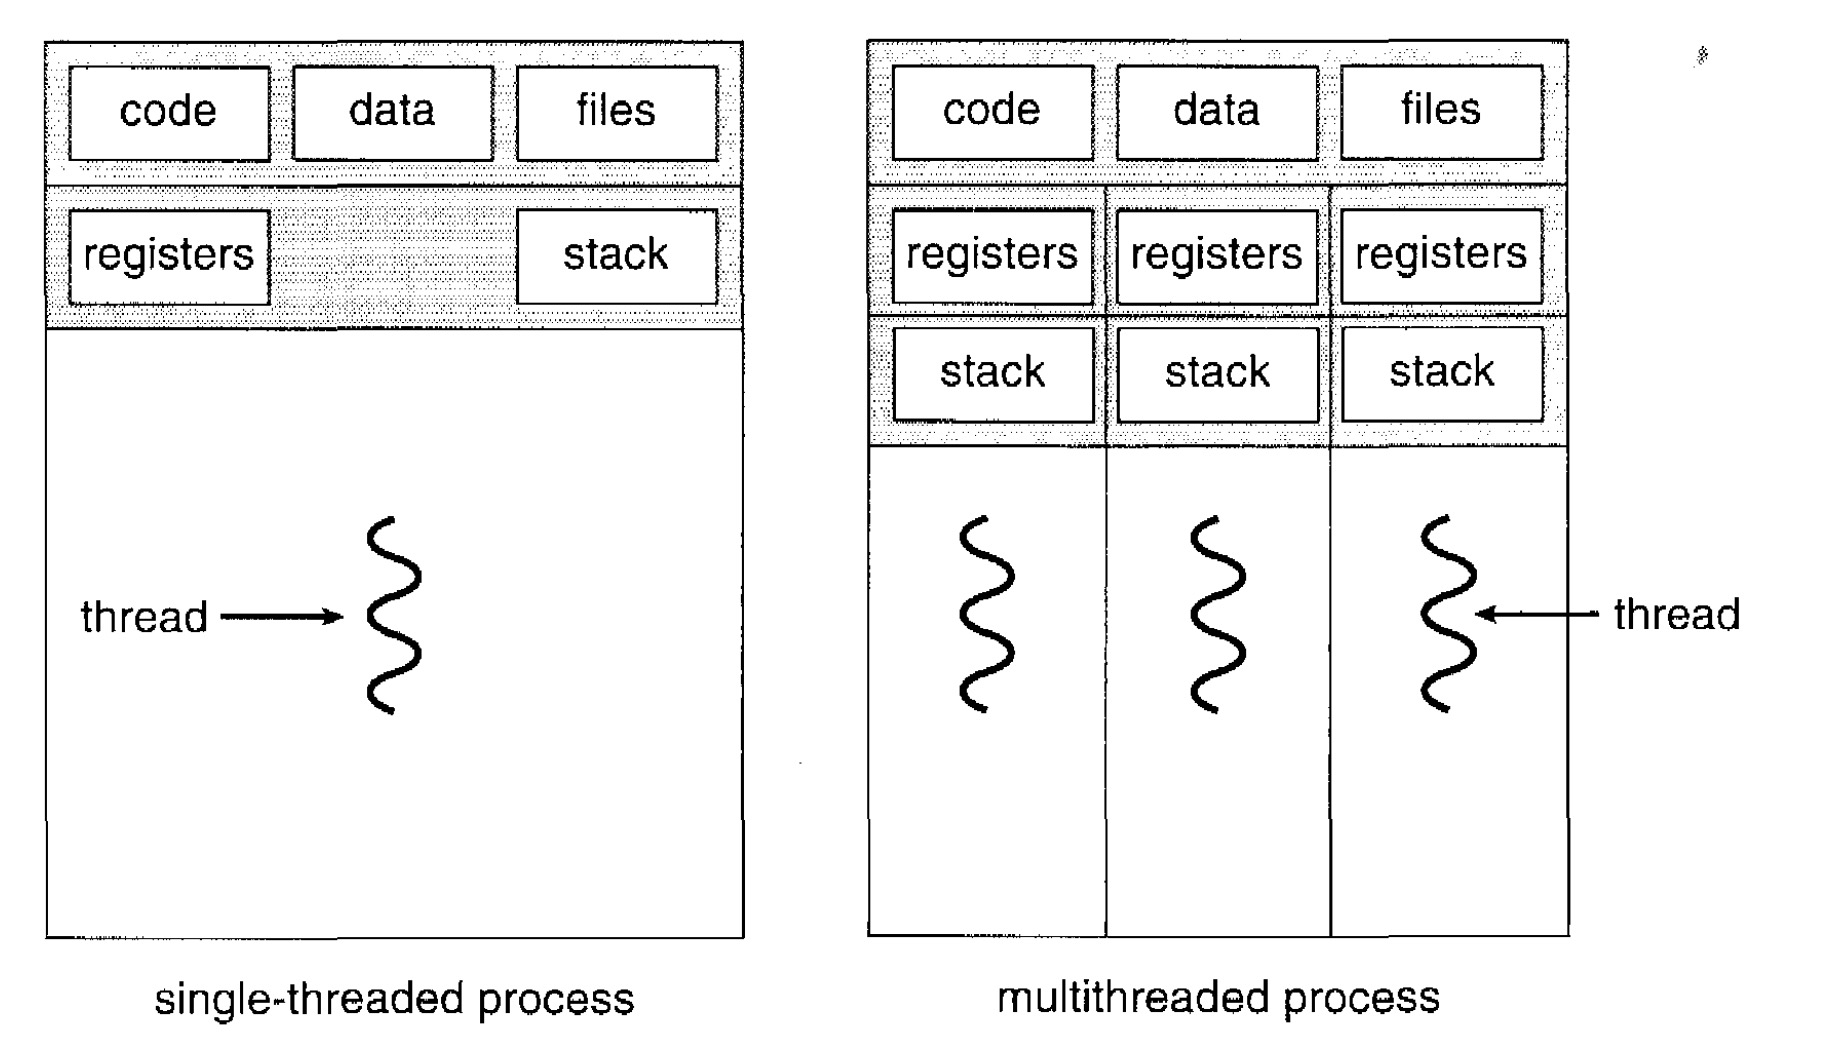 code data files
registers stack
thread
single-threaded process
code data files
registers registers registers
stack stack stack
thread
multithreaded process